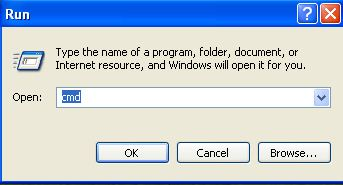 Run
Type the name of a program, folder, document, or
Internet resource, and Windows will open it for you.
Open: cmd
OK Cancel Browse...